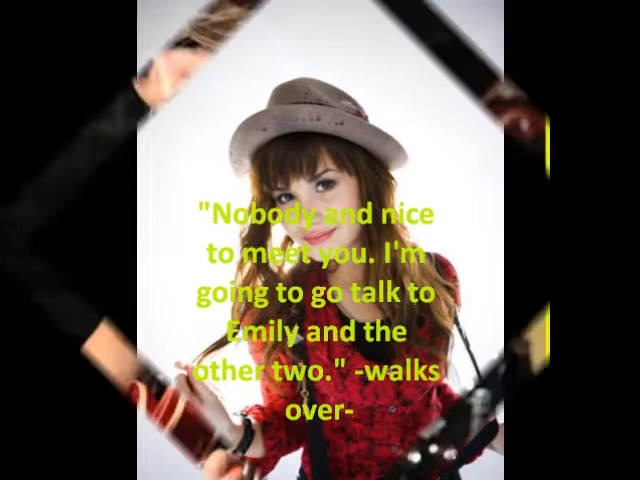 "Nobody and nice
to meet you. I'm
going to go talk to
Emily and the
other two." -walks
over-